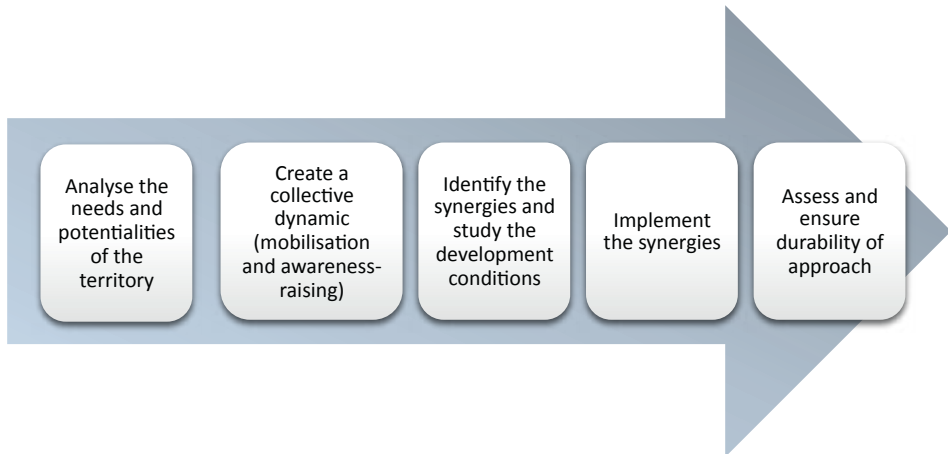 Analyse the
needs and
potentialities
of the
territory
Create a
collective
dynamic
(mobilisation
and awareness-
raising)
Identify the
synergies and
study the
development
conditions
Implement
the synergies
Assess and
ensure
durability of
approach